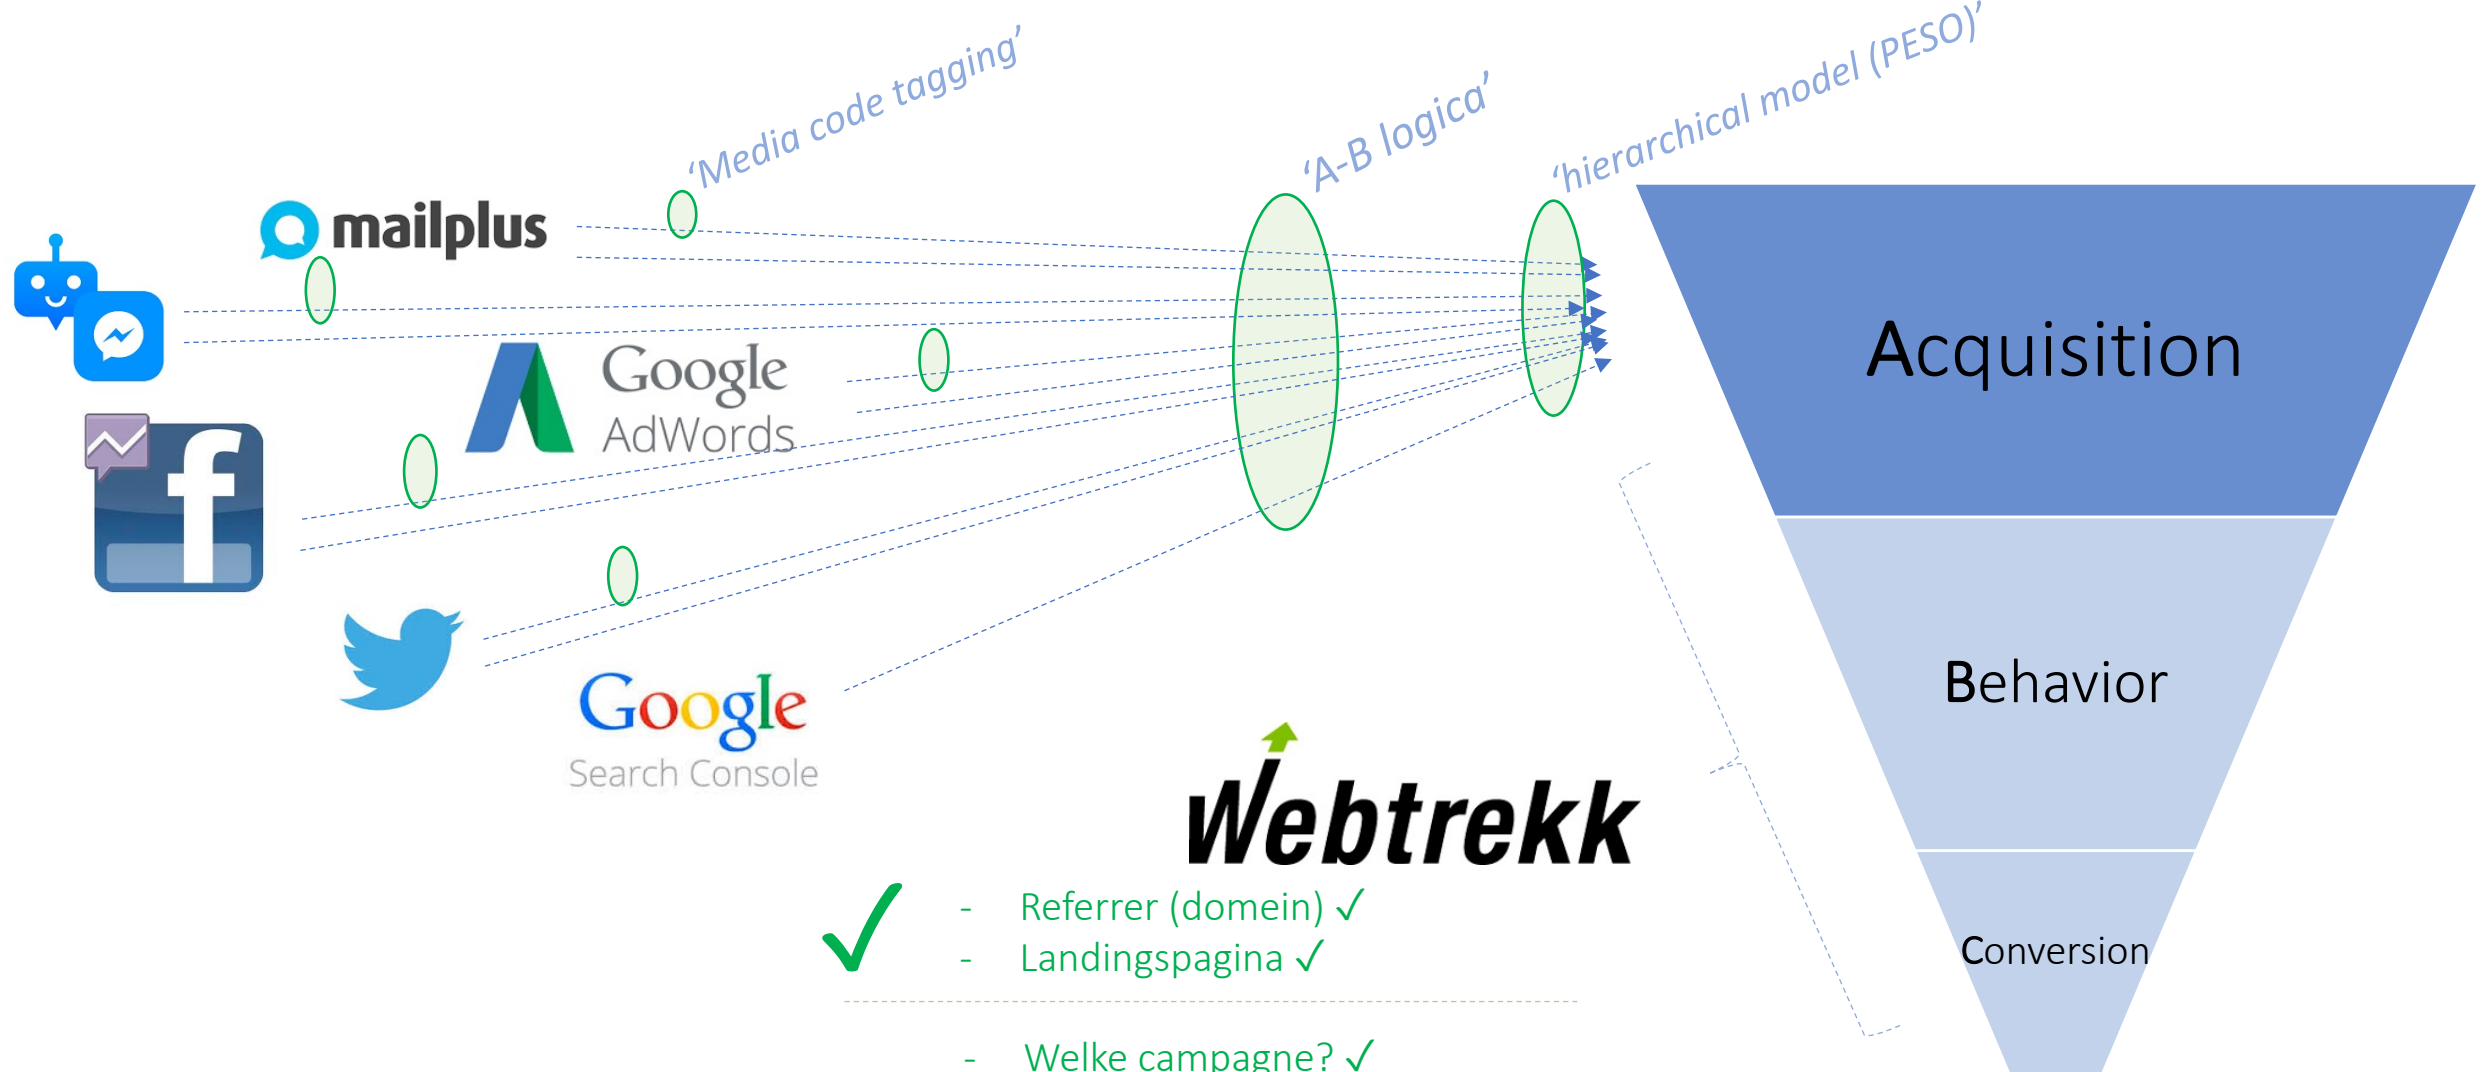 ‘Media code tagging’
‘A-B logica’
‘hierarchical model (PESO)’
mailplus
Google
AdWords
Google
Search Console
Webtrekk
- Referrer (domein) ✓
- Landingspagina ✓
- Welke campagne? ✓
Acquisition
Behavior
Conversion